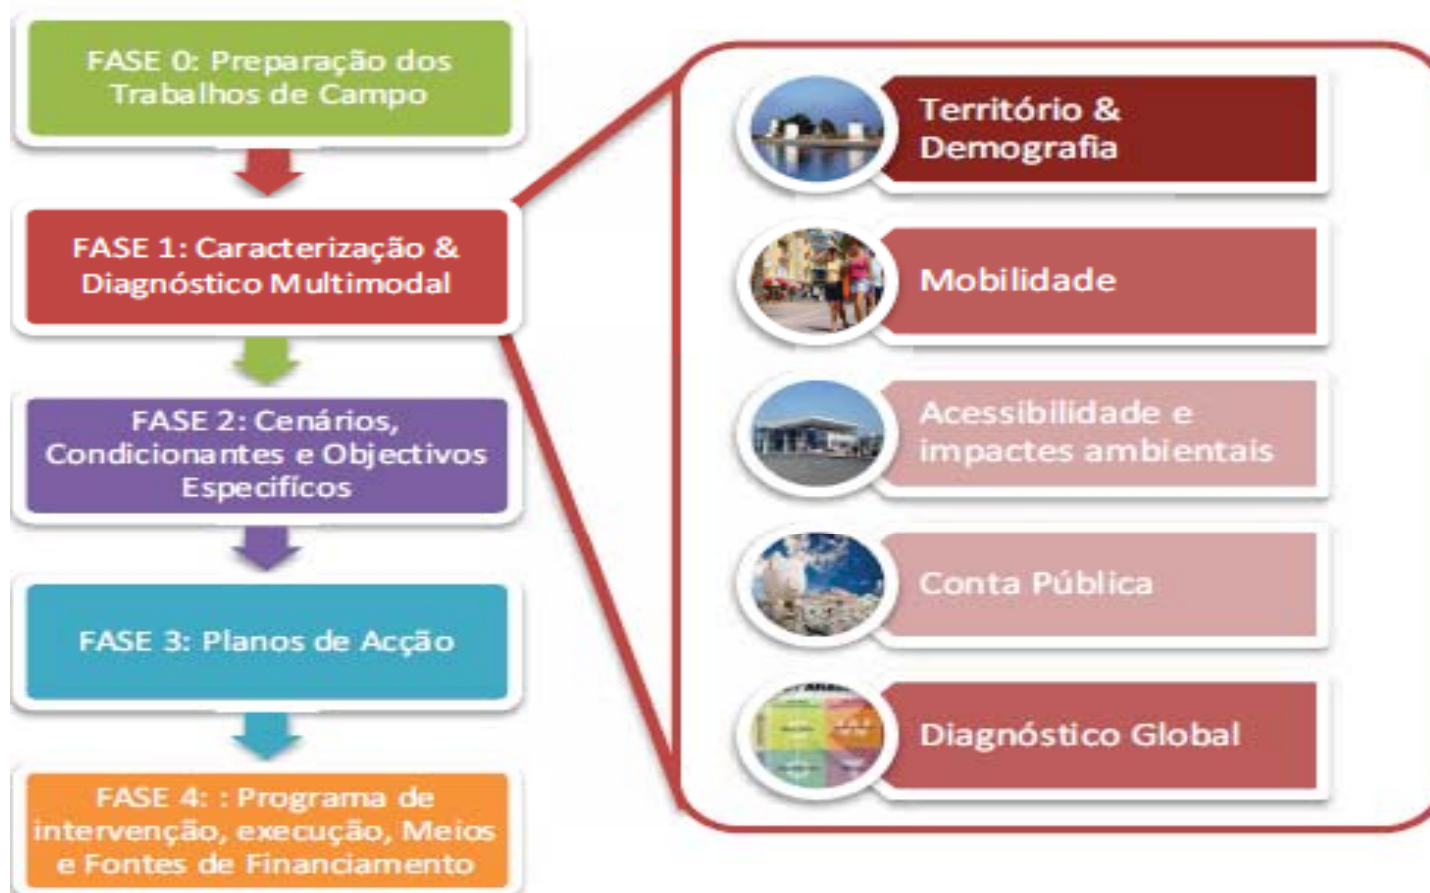 FASE 0: Preparação dos
Trabalhos de Campo
FASE 1: Caracterização &
Diagnóstico Multimodal
FASE 2: Cenários,
Condicionantes e Objectivos
Especifícos
FASE 3: Planos de Acção
FASE 4: : Programa de
intervenção, execução, Meios
e Fontes de Financiamento
Território &
Demografia
Mobilidade
Acessibilidade e
impactes ambientais
Conta Pública
Diagnóstico Global